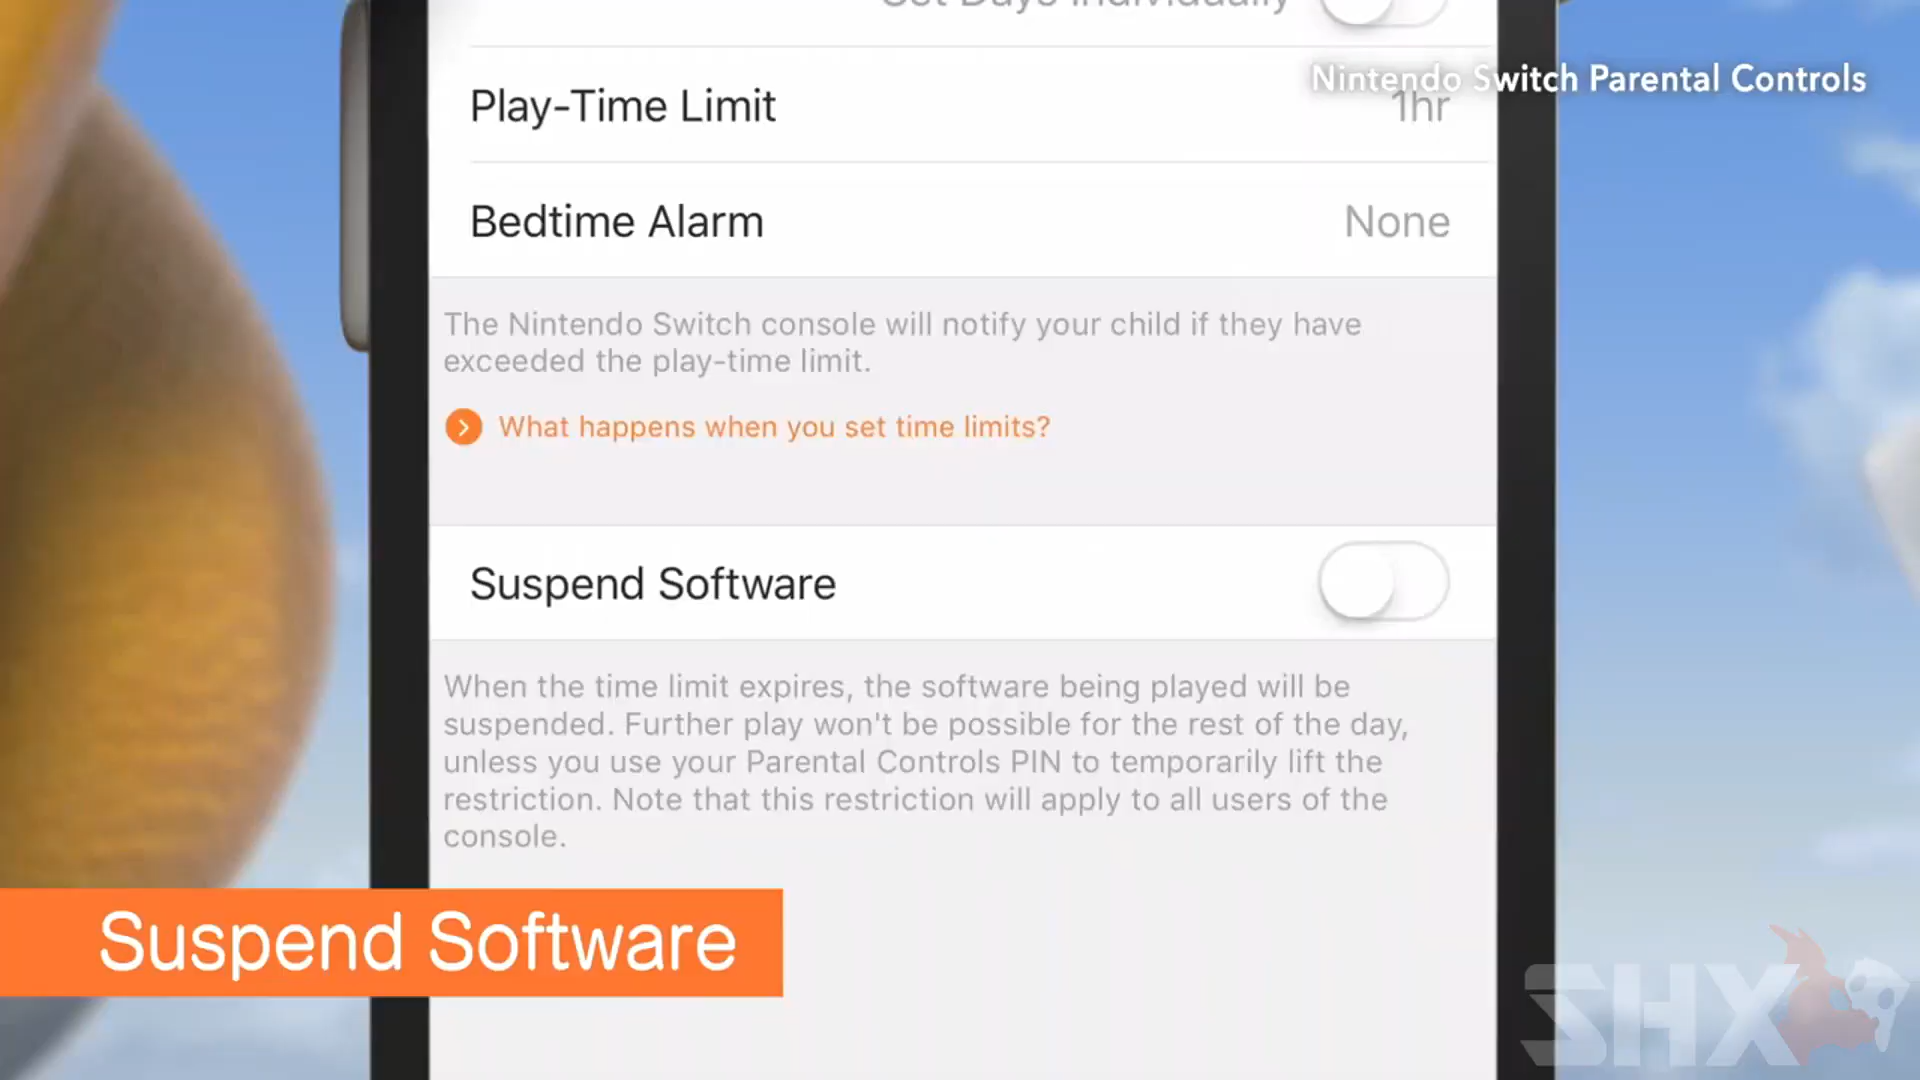 Set Days Individually
Nintendo Switch Parental Controls
Play-Time Limit 1hr
Bedtime Alarm None
The Nintendo Switch console will notify your child if they have
exceeded the play-time limit.
What happens when you set time limits?
Suspend Software
When the time limit expires, the software being played will be
suspended. Further play won't be possible for the rest of the day,
unless you use your Parental Controls PIN to temporarily lift the
restriction. Note that this restriction will apply to all users of the
console.
Suspend Software
SHX